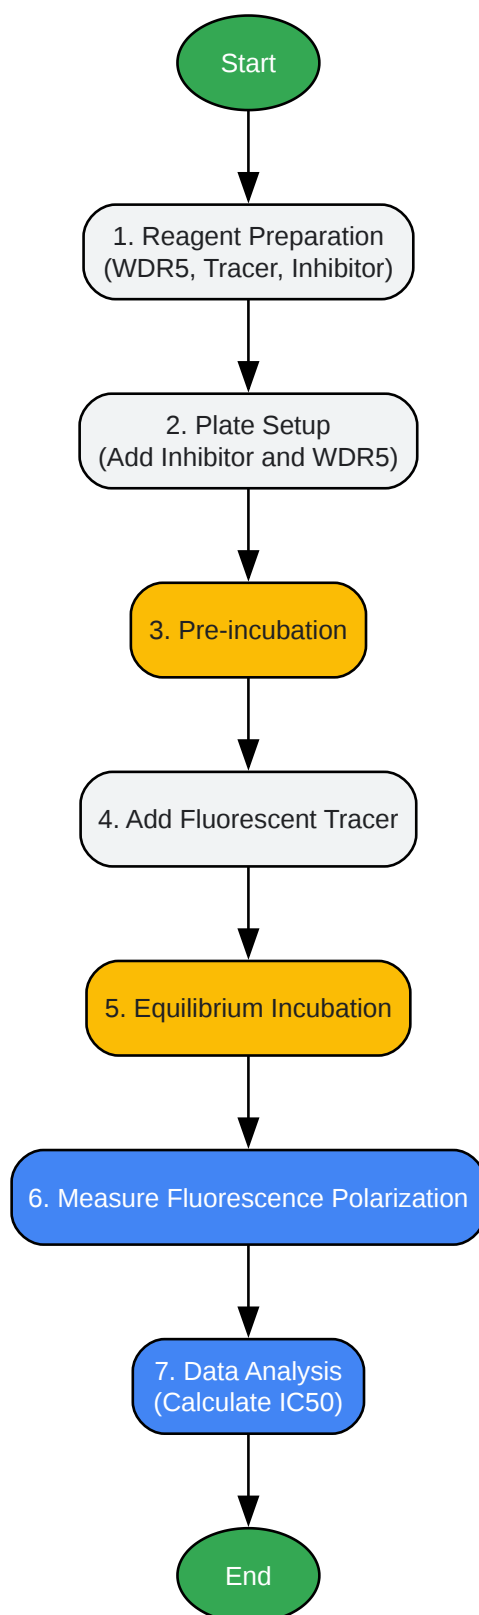 Start
1. Reagent Preparation
(WDR5, Tracer, Inhibitor)
2. Plate Setup
(Add Inhibitor and WDR5)
3. Pre-incubation
4. Add Fluorescent Tracer
5. Equilibrium Incubation
6. Measure Fluorescence Polarization
7. Data Analysis
(Calculate IC50)
End